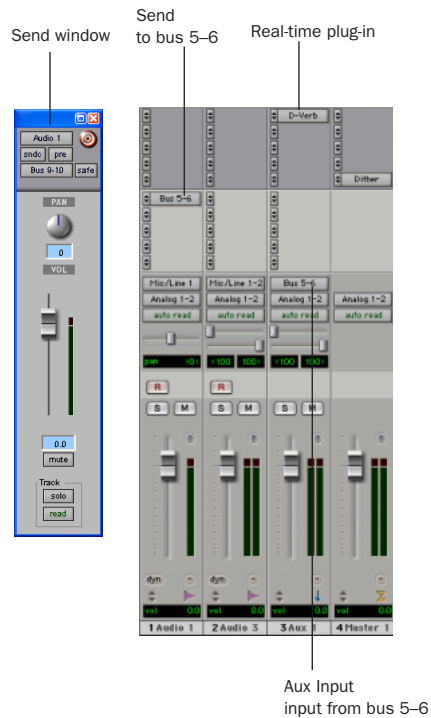 Send window
Send
to bus 5–6
Real-time plug-in
Audio 1
sndc pre
Bus 9-10 safe
PAN
0
VOL
0.0
mute
Track
solo
read
D-Verb
Dither
Bus 5-6
Mic/Line 1 Mic/Line 1-2 Bus 5-6
Analog 1-2 Analog 1-2 Analog 1-2 Analog 1-2
auto read auto read auto read auto read
pan >0< <100 100> <100 100>
R R
S M S M S M
dyn dyn
vol 0.0 vol 0.0 vol 0.0 vol 0.0
1 Audio 1 2 Audio 3 3 Aux 1 4 Master 1
Aux Input
input from bus 5–6